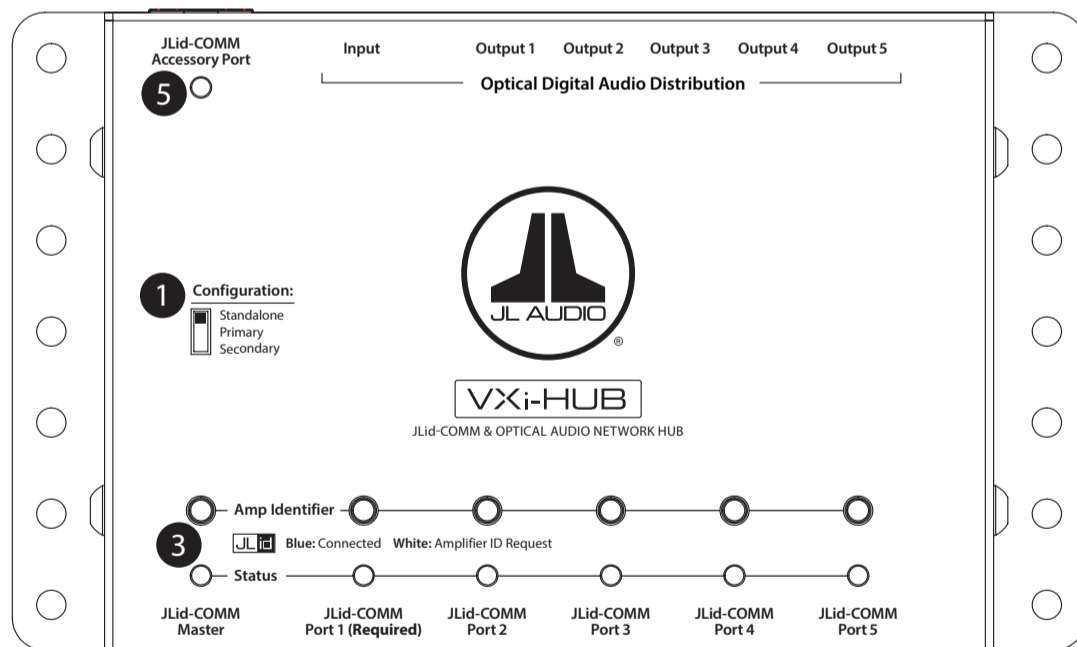 JLid-COMM
Accessory Port
Input
Output 1
Output 2
Output 3
Output 4
Output 5
Optical Digital Audio Distribution
5
1
Configuration:
Standalone
Primary
Secondary
JL AUDIO
®
VXi-HUB
JLid-COMM & OPTICAL AUDIO NETWORK HUB
Amp Identifier
3
JLid Blue: Connected White: Amplifier ID Request
Status
JLid-COMM
Master
JLid-COMM
Port 1 (Required)
JLid-COMM
Port 2
JLid-COMM
Port 3
JLid-COMM
Port 4
JLid-COMM
Port 5